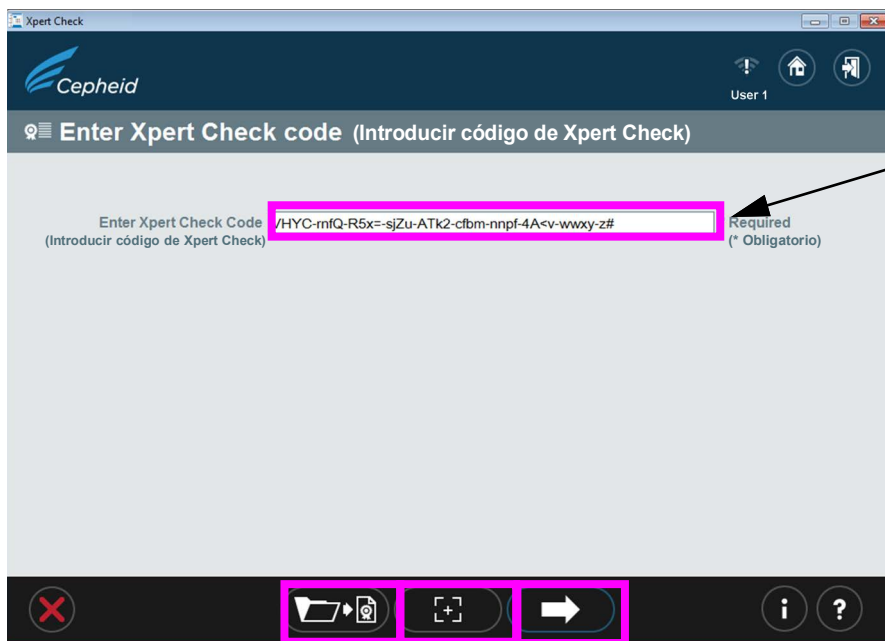 Xpert Check
Cepheid
User 1
Enter Xpert Check code (Introducir código de Xpert Check)
Enter Xpert Check Code
(Introducir código de Xpert Check)
/HYC-rnfQ-R5x=-sjZu-ATk2-cfbm-nnpf-4A<v-wwxy-z#
Required
(* Obligatorio)